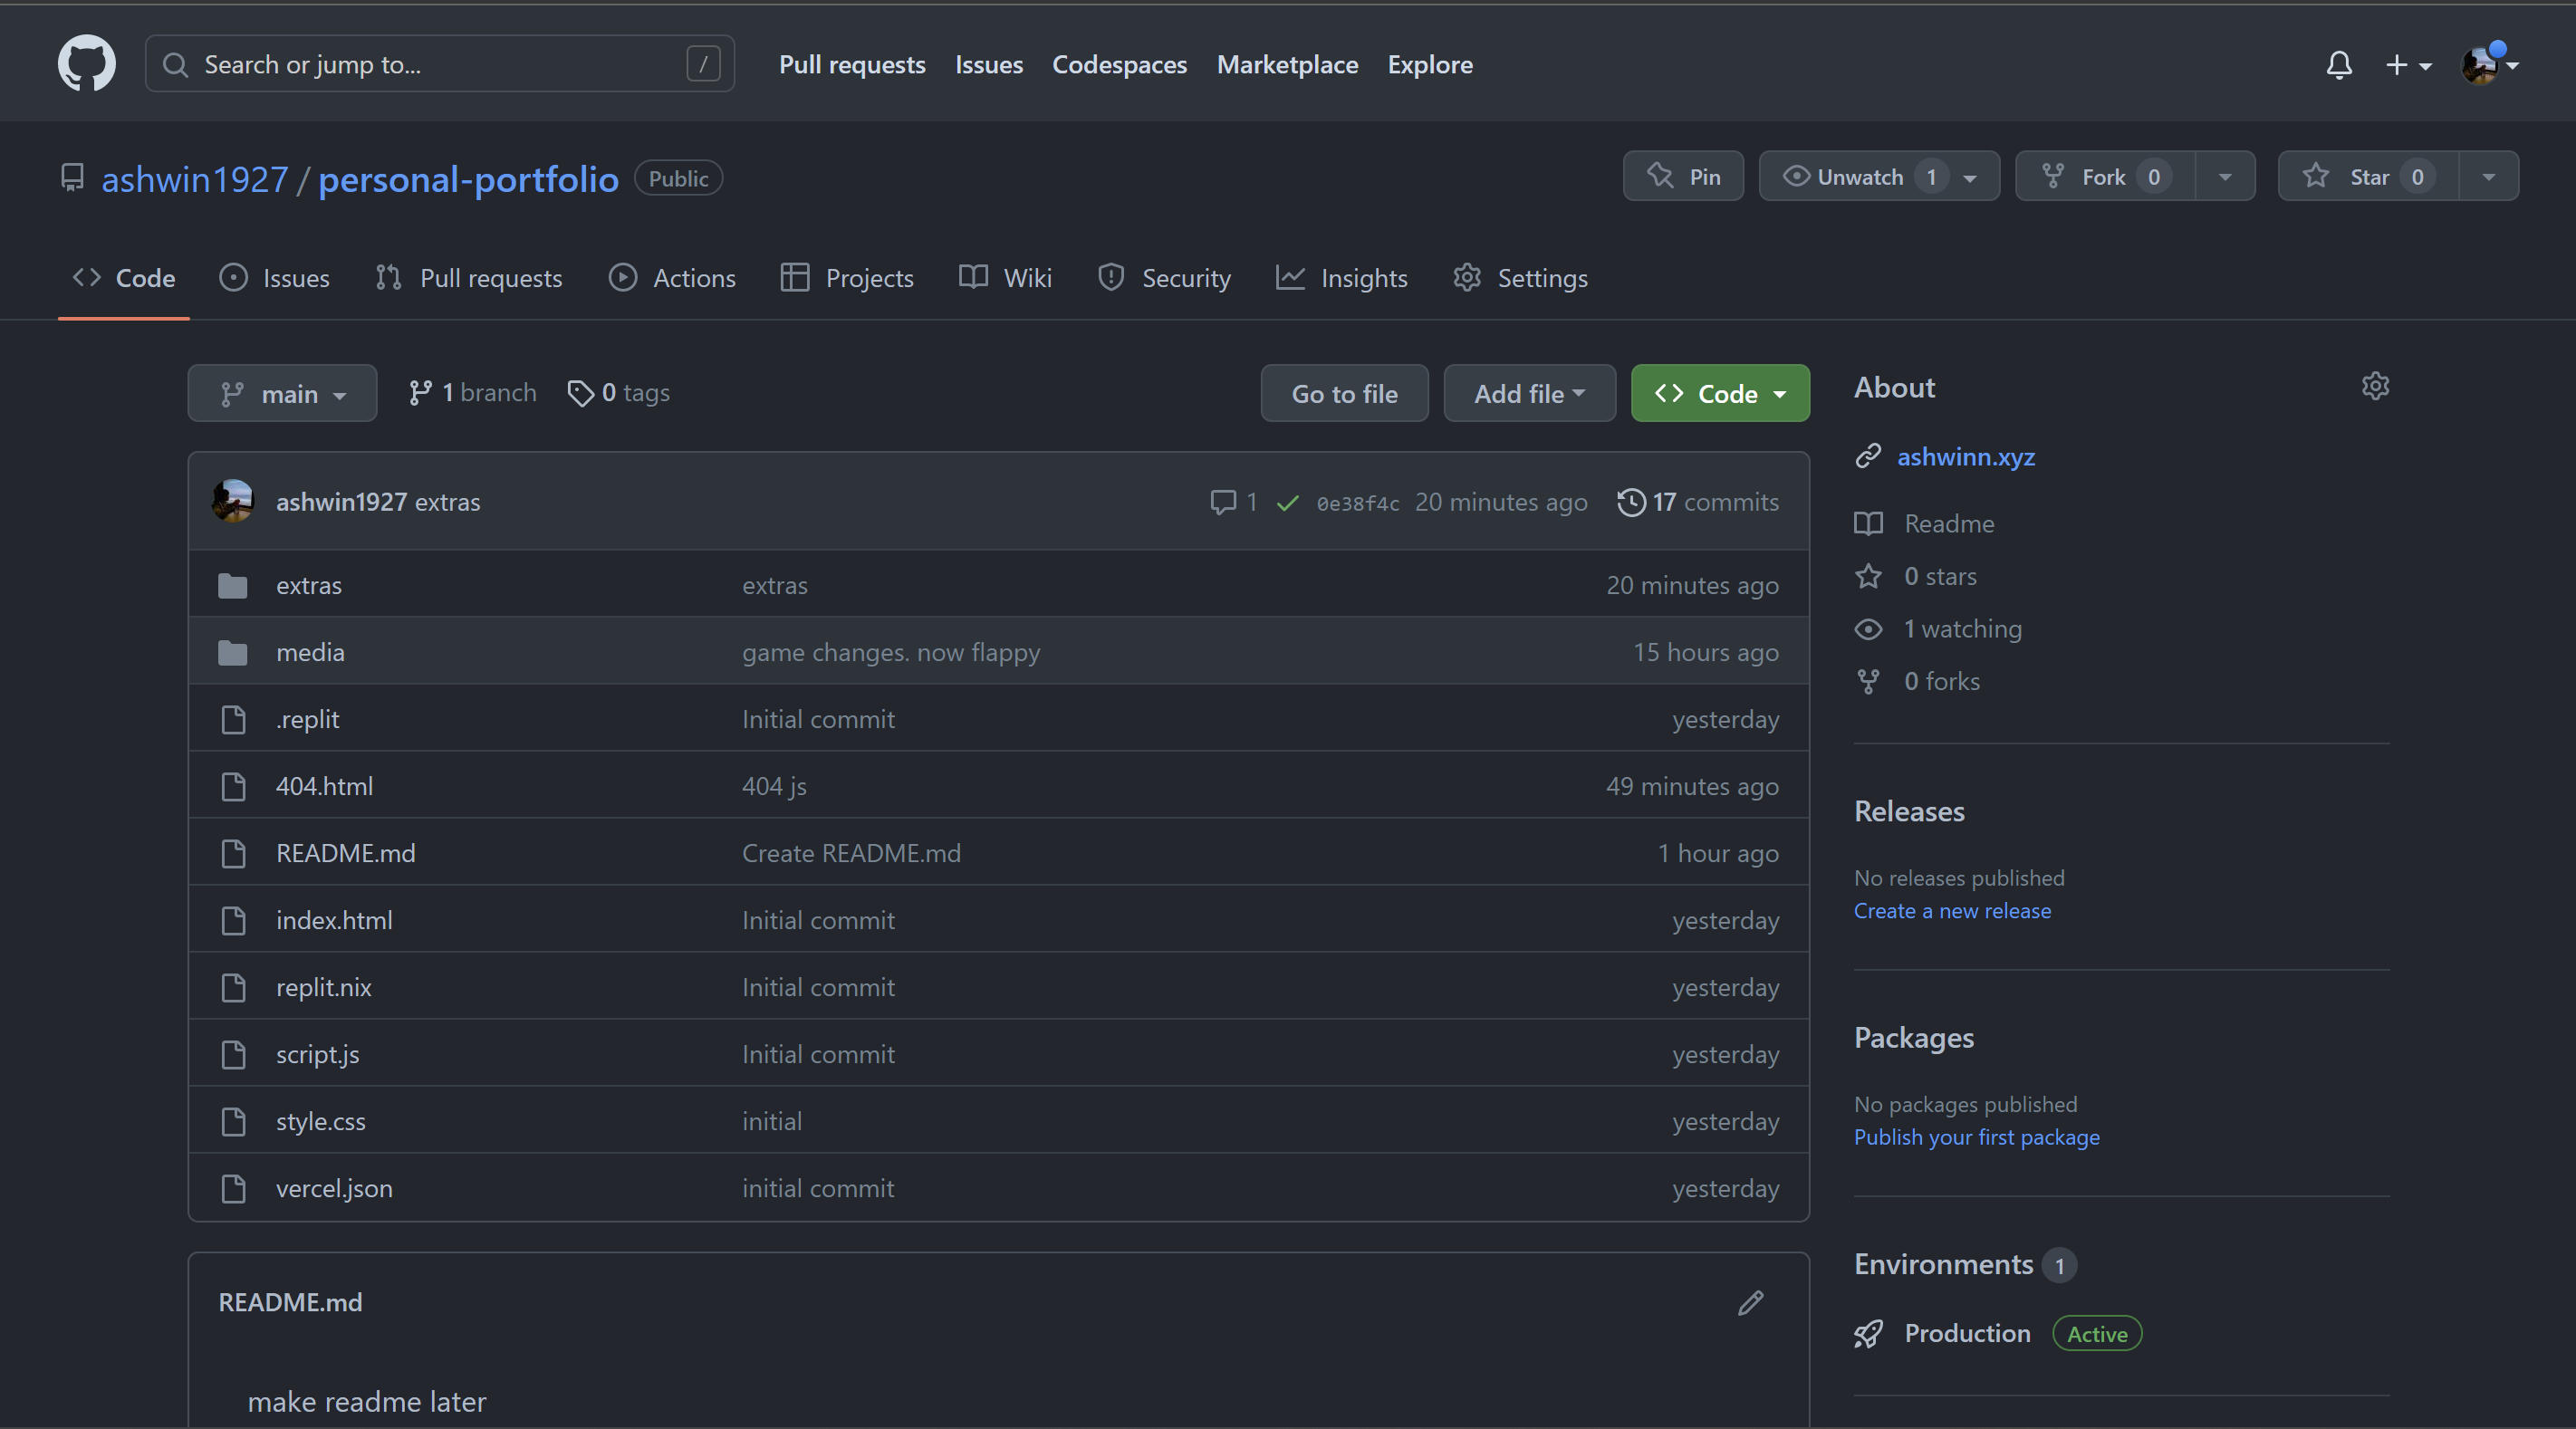 Search or jump to... /
Pull requests Issues Codespaces Marketplace Explore
ashwin1927 / personal-portfolio Public
Pin Unwatch 1 Fork 0 Star 0
Code Issues Pull requests Actions Projects Wiki Security Insights Settings
main 1 branch 0 tags Go to file Add file Code
ashwin1927 extras 1 0e38f4c 20 minutes ago 17 commits
extras extras 20 minutes ago
media game changes. now flappy 15 hours ago
.replit Initial commit yesterday
404.html 404 js 49 minutes ago
README.md Create README.md 1 hour ago
index.html Initial commit yesterday
replit.nix Initial commit yesterday
script.js Initial commit yesterday
style.css initial yesterday
vercel.json initial commit yesterday
README.md
make readme later
About
ashwinn.xyz
Readme
0 stars
1 watching
0 forks
Releases
No releases published
Create a new release
Packages
No packages published
Publish your first package
Environments 1
Production Active